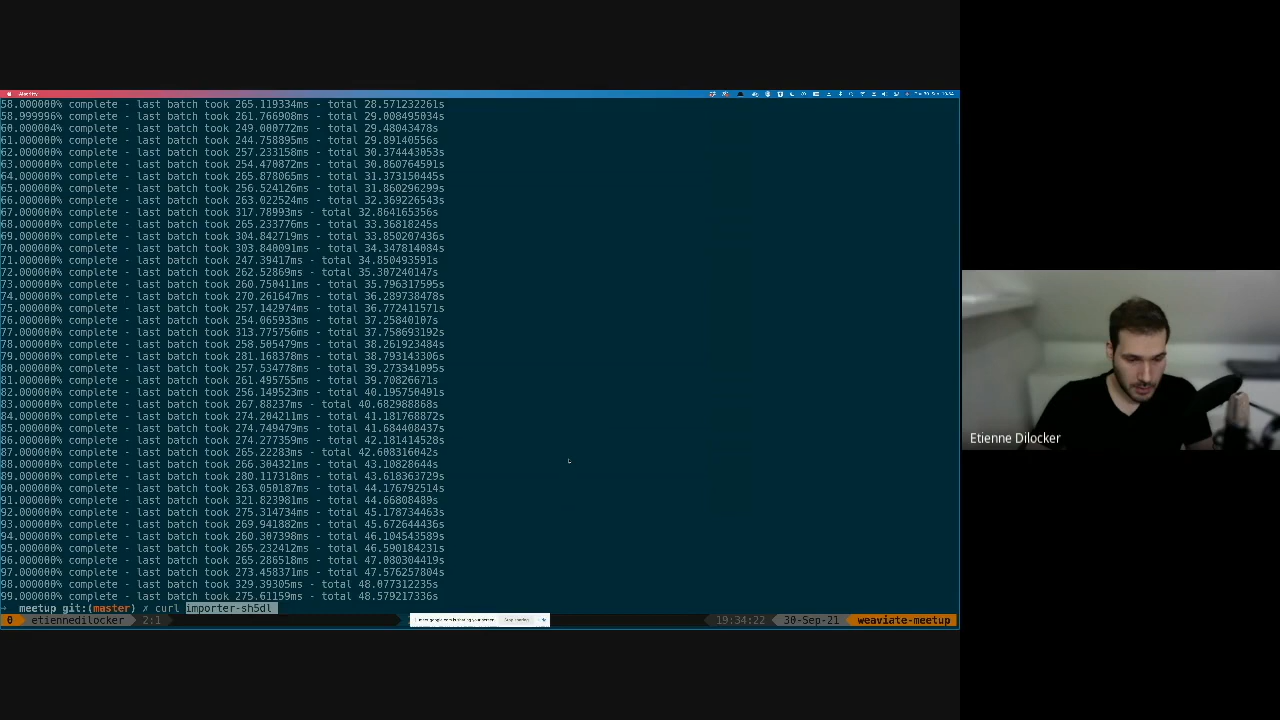 58.000000% complete - last batch took 265.119334ms - total 28.571232261s
58.999996% complete - last batch took 261.766908ms - total 29.008495034s
60.000004% complete - last batch took 249.000772ms - total 29.48043478s
61.000000% complete - last batch took 244.758895ms - total 29.89140556s
62.000000% complete - last batch took 257.233158ms - total 30.374443053s
63.000000% complete - last batch took 254.470872ms - total 30.860764591s
64.000000% complete - last batch took 265.878065ms - total 31.373150445s
65.000000% complete - last batch took 256.524126ms - total 31.860296299s
66.000000% complete - last batch took 263.022524ms - total 32.369226543s
67.000000% complete - last batch took 317.78993ms - total 32.864165356s
68.000000% complete - last batch took 265.233776ms - total 33.36818245s
69.000000% complete - last batch took 304.842719ms - total 33.850207436s
70.000000% complete - last batch took 303.840091ms - total 34.347814084s
71.000000% complete - last batch took 247.39417ms - total 34.850493591s
72.000000% complete - last batch took 262.52869ms - total 35.307240147s
73.000000% complete - last batch took 260.750411ms - total 35.796317595s
74.000000% complete - last batch took 270.261647ms - total 36.289738478s
75.000000% complete - last batch took 257.142974ms - total 36.772411571s
76.000000% complete - last batch took 254.065933ms - total 37.25840107s
77.000000% complete - last batch took 313.775756ms - total 37.758693192s
78.000000% complete - last batch took 258.505479ms - total 38.261923484s
79.000000% complete - last batch took 281.168378ms - total 38.793143306s
80.000000% complete - last batch took 257.534778ms - total 39.273341095s
81.000000% complete - last batch took 261.495755ms - total 39.70826671s
82.000000% complete - last batch took 256.149523ms - total 40.195750491s
83.000000% complete - last batch took 267.88237ms - total 40.682988868s
84.000000% complete - last batch took 274.204211ms - total 41.181768872s
85.000000% complete - last batch took 274.749479ms - total 41.684408437s
86.000000% complete - last batch took 274.277359ms - total 42.181414528s
87.000000% complete - last batch took 265.22283ms - total 42.608316042s
88.000000% complete - last batch took 266.304321ms - total 43.10828644s
89.000000% complete - last batch took 280.117318ms - total 43.618363729s
90.000000% complete - last batch took 263.050187ms - total 44.176792514s
91.000000% complete - last batch took 321.823981ms - total 44.66808489s
92.000000% complete - last batch took 275.314734ms - total 45.178734463s
93.000000% complete - last batch took 269.941882ms - total 45.672644436s
94.000000% complete - last batch took 260.307398ms - total 46.104543589s
95.000000% complete - last batch took 265.232412ms - total 46.590184231s
96.000000% complete - last batch took 265.286518ms - total 47.080304419s
97.000000% complete - last batch took 273.458371ms - total 47.576257804s
98.000000% complete - last batch took 329.39305ms - total 48.077312235s
99.000000% complete - last batch took 275.61159ms - total 48.579217336s
→ meetup git:(master) ✗ curl importer-sh5dl
0 etiennedilocker 2:1 19:34:22 30-Sep-21 weaviate-meetup
Etienne Dilocker